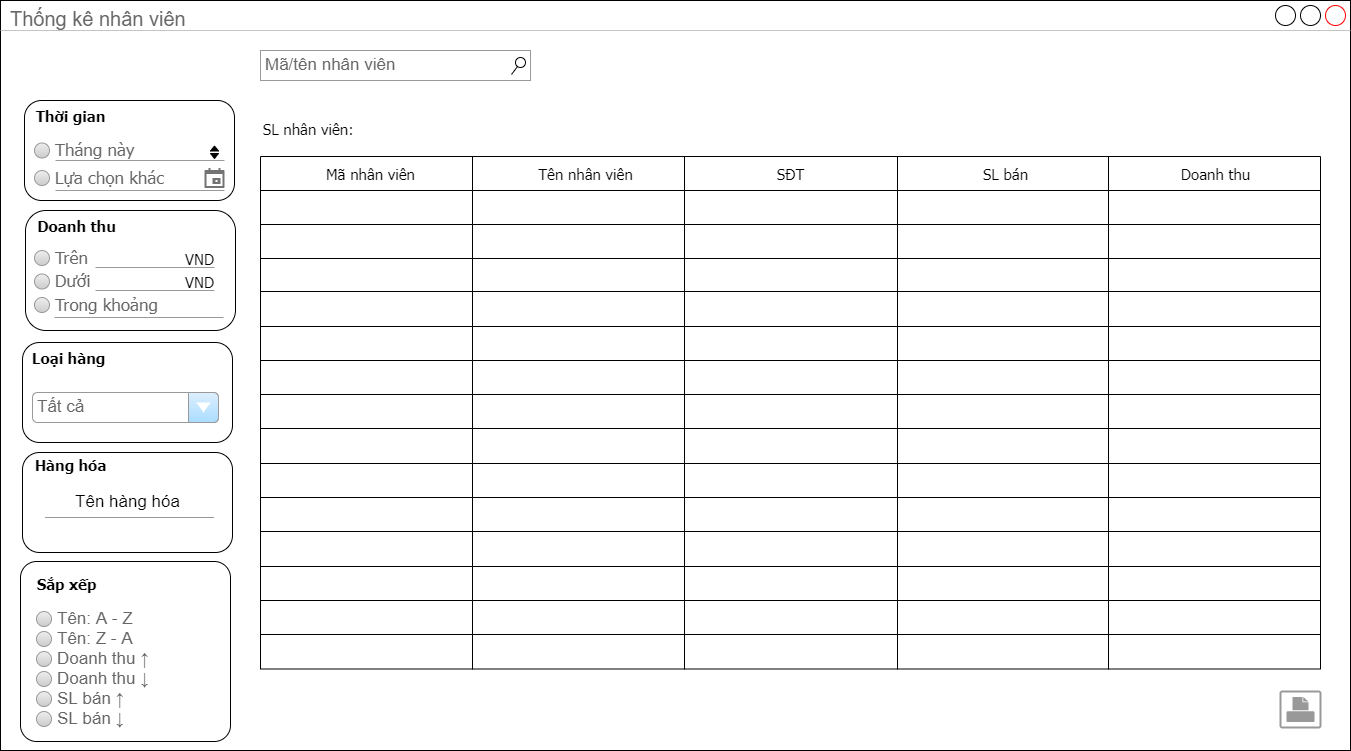 Thống kê nhân viên
Mã/tên nhân viên
Thời gian
Tháng này
Lựa chọn khác
Doanh thu
Trên VND
Dưới VND
Trong khoảng
Loại hàng
Tất cả
Hàng hóa
Tên hàng hóa
Sắp xếp
Tên: A - Z
Tên: Z - A
Doanh thu ↑
Doanh thu ↓
SL bán ↑
SL bán ↓
SL nhân viên:
Mã nhân viên Tên nhân viên SĐT SL bán Doanh thu